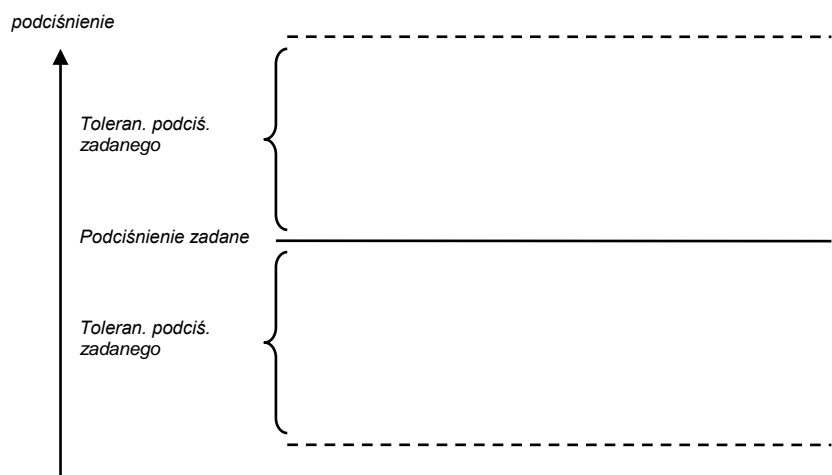 podciśnienie
Toleran. podciś.
zadanego
Podciśnienie zadane
Toleran. podciś.
zadanego